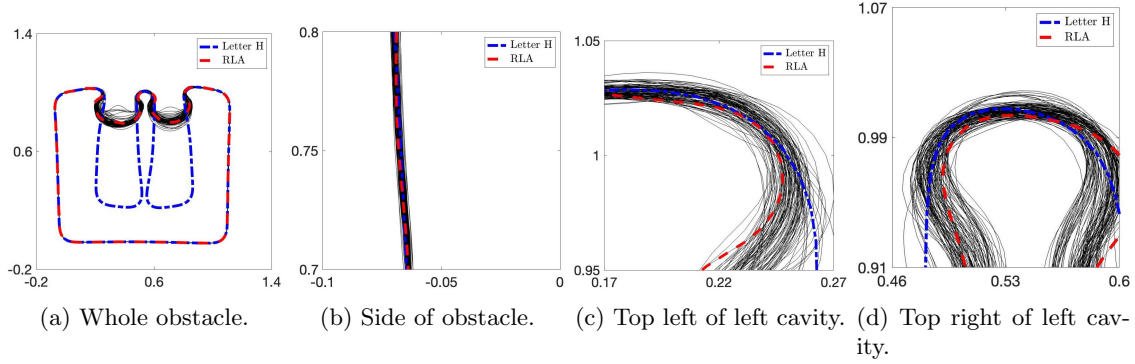 1.4
0.6
-0.2
-0.2
0.6
1.4
Letter H
RLA
0.8
0.75
0.7
-0.1
-0.05
0
Letter H
RLA
1.05
1
0.95
0.17
0.22
0.27
Letter H
RLA
1.07
0.99
0.91
0.46
0.53
0.6
Letter H
RLA
(a) Whole obstacle.
(b) Side of obstacle.
(c) Top left of left cavity.
(d) Top right of left cav-
ity.